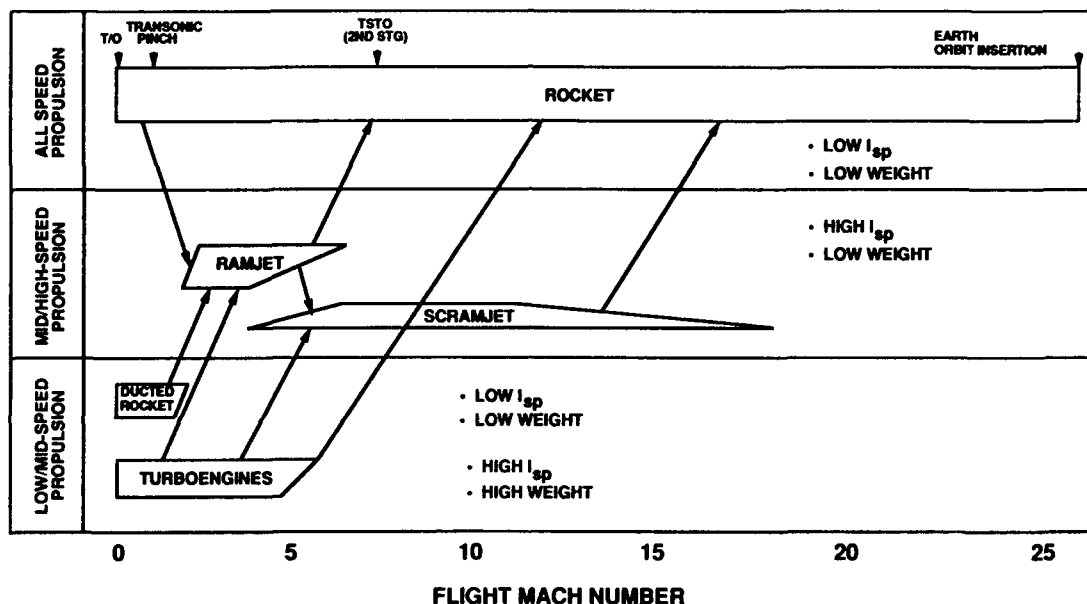 T/O
TRANSONIC
PINCH
TSTO
(2ND STG)
EARTH
ORBIT INSERTION
ALL SPEED
PROPULSION
ROCKET
• LOW Isp
• LOW WEIGHT
MID/HIGH-SPEED
PROPULSION
• HIGH Isp
• LOW WEIGHT
RAMJET
SCRAMJET
LOW/MID-SPEED
PROPULSION
DUCTED
ROCKET
• LOW Isp
• LOW WEIGHT
TURBOENGINES
• HIGH Isp
• HIGH WEIGHT
0 5 10 15 20 25
FLIGHT MACH NUMBER